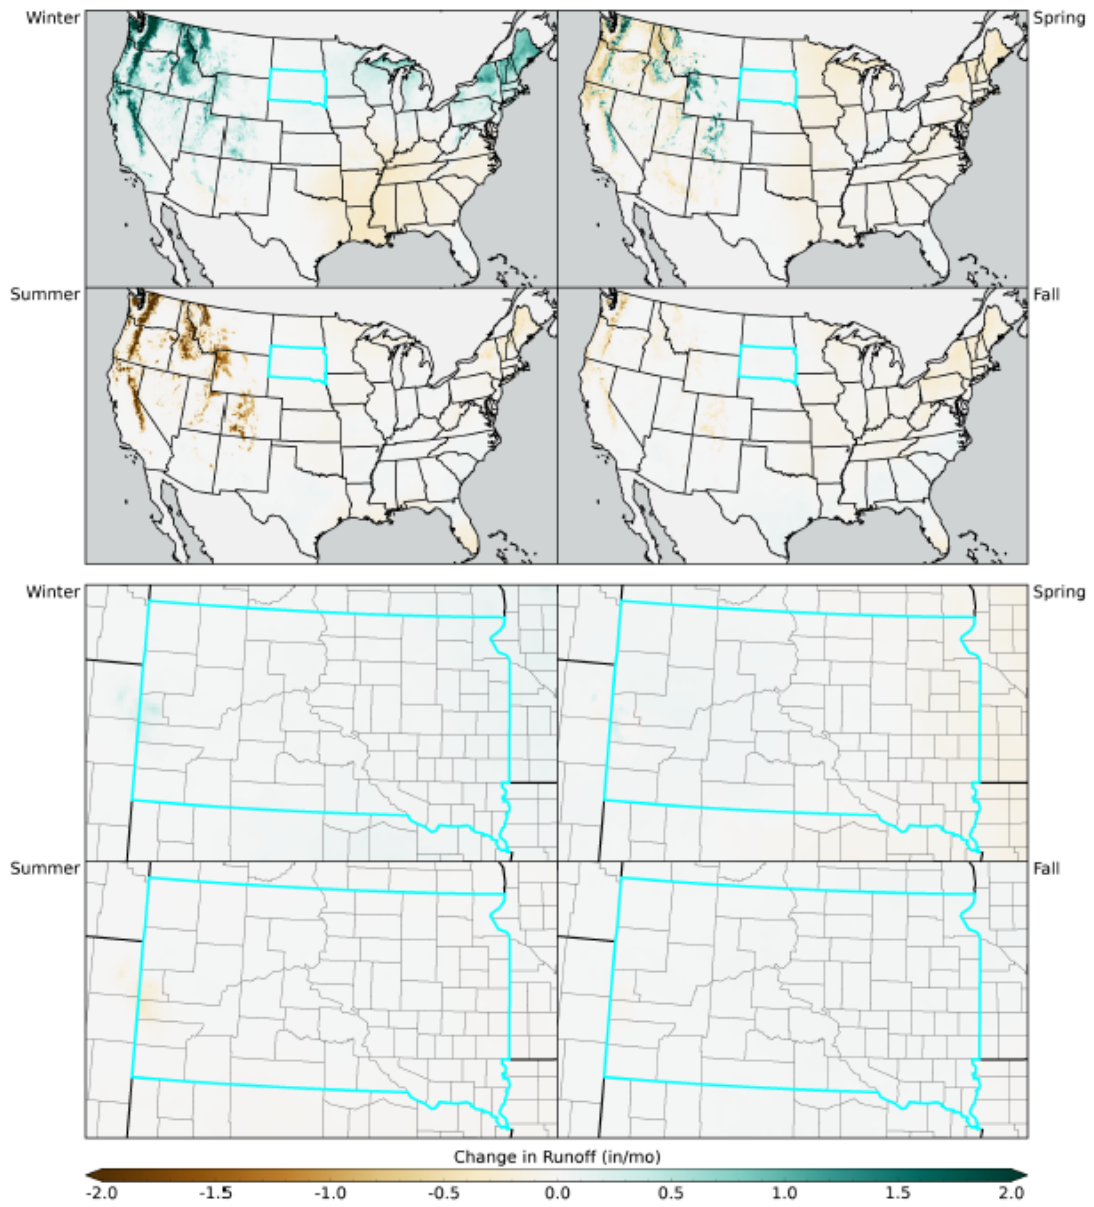 Winter
Spring
Summer
Fall
Winter
Spring
Summer
Fall
Change in Runoff (in/mo)
-2.0 -1.5 -1.0 -0.5 0.0 0.5 1.0 1.5 2.0